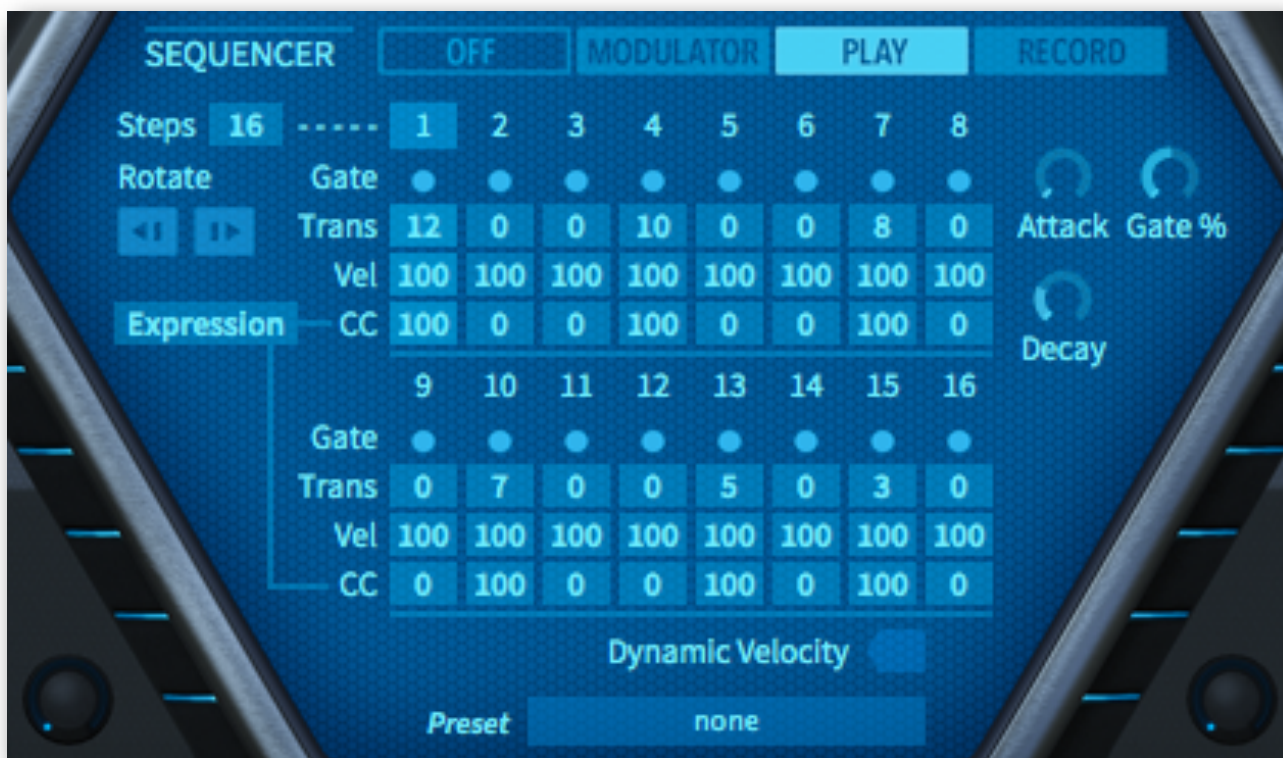 SEQUENCER OFF MODULATOR PLAY RECORD
Steps 16 ----- 1 2 3 4 5 6 7 8
Rotate Gate
Trans 12 0 0 10 0 0 8 0 Attack Gate %
Vel 100 100 100 100 100 100 100 100
Expression CC 100 0 0 100 0 0 100 0
Decay
9 10 11 12 13 14 15 16
Gate
Trans 0 7 0 0 5 0 3 0
Vel 100 100 100 100 100 100 100 100
CC 0 100 0 0 100 0 100 0
Dynamic Velocity
Preset none